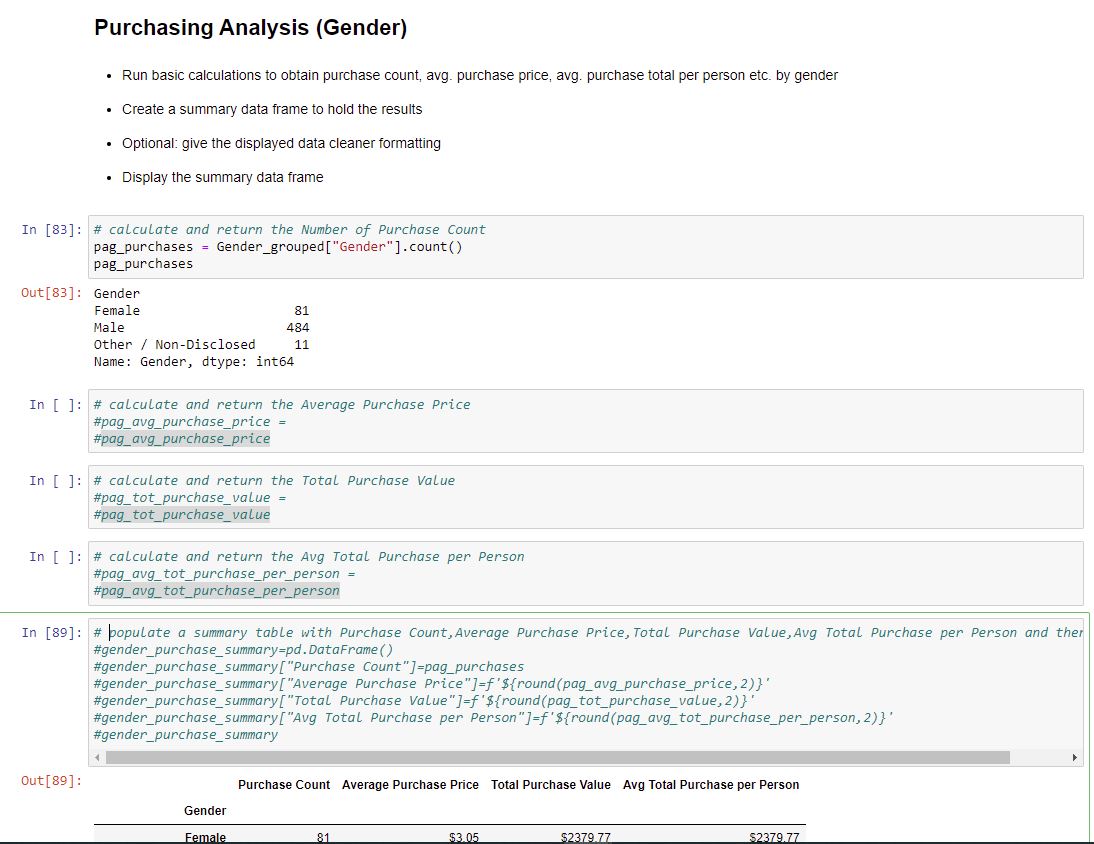 Purchasing Analysis (Gender)
• Run basic calculations to obtain purchase count, avg. purchase price, avg. purchase total per person etc. by gender
• Create a summary data frame to hold the results
• Optional: give the displayed data cleaner formatting
• Display the summary data frame
In [83]: # calculate and return the Number of Purchase Count
pag_purchases = Gender_grouped["Gender"].count()
pag_purchases
Out[83]: Gender
Female 81
Male 484
Other / Non-Disclosed 11
Name: Gender, dtype: int64
In [ ]: # calculate and return the Average Purchase Price
#pag_avg_purchase_price =
#pag_avg_purchase_price
In [ ]: # calculate and return the Total Purchase Value
#pag_tot_purchase_value =
#pag_tot_purchase_value
In [ ]: # calculate and return the Avg Total Purchase per Person
#pag_avg_tot_purchase_per_person =
#pag_avg_tot_purchase_per_person
In [89]: # populate a summary table with Purchase Count,Average Purchase Price,Total Purchase Value,Avg Total Purchase per Person and
#gender_purchase_summary=pd.DataFrame()
#gender_purchase_summary["Purchase Count"]=pag_purchases
#gender_purchase_summary["Average Purchase Price"]=f'${round(pag_avg_purchase_price,2)}'
#gender_purchase_summary["Total Purchase Value"]=f'${round(pag_tot_purchase_value,2)}'
#gender_purchase_summary["Avg Total Purchase per Person"]=f'${round(pag_avg_tot_purchase_per_person,2)}'
#gender_purchase_summary
Out[89]:
Purchase Count Average Purchase Price Total Purchase Value Avg Total Purchase per Person
Gender
Female 81 $3.05 $2379.77 $2379.77